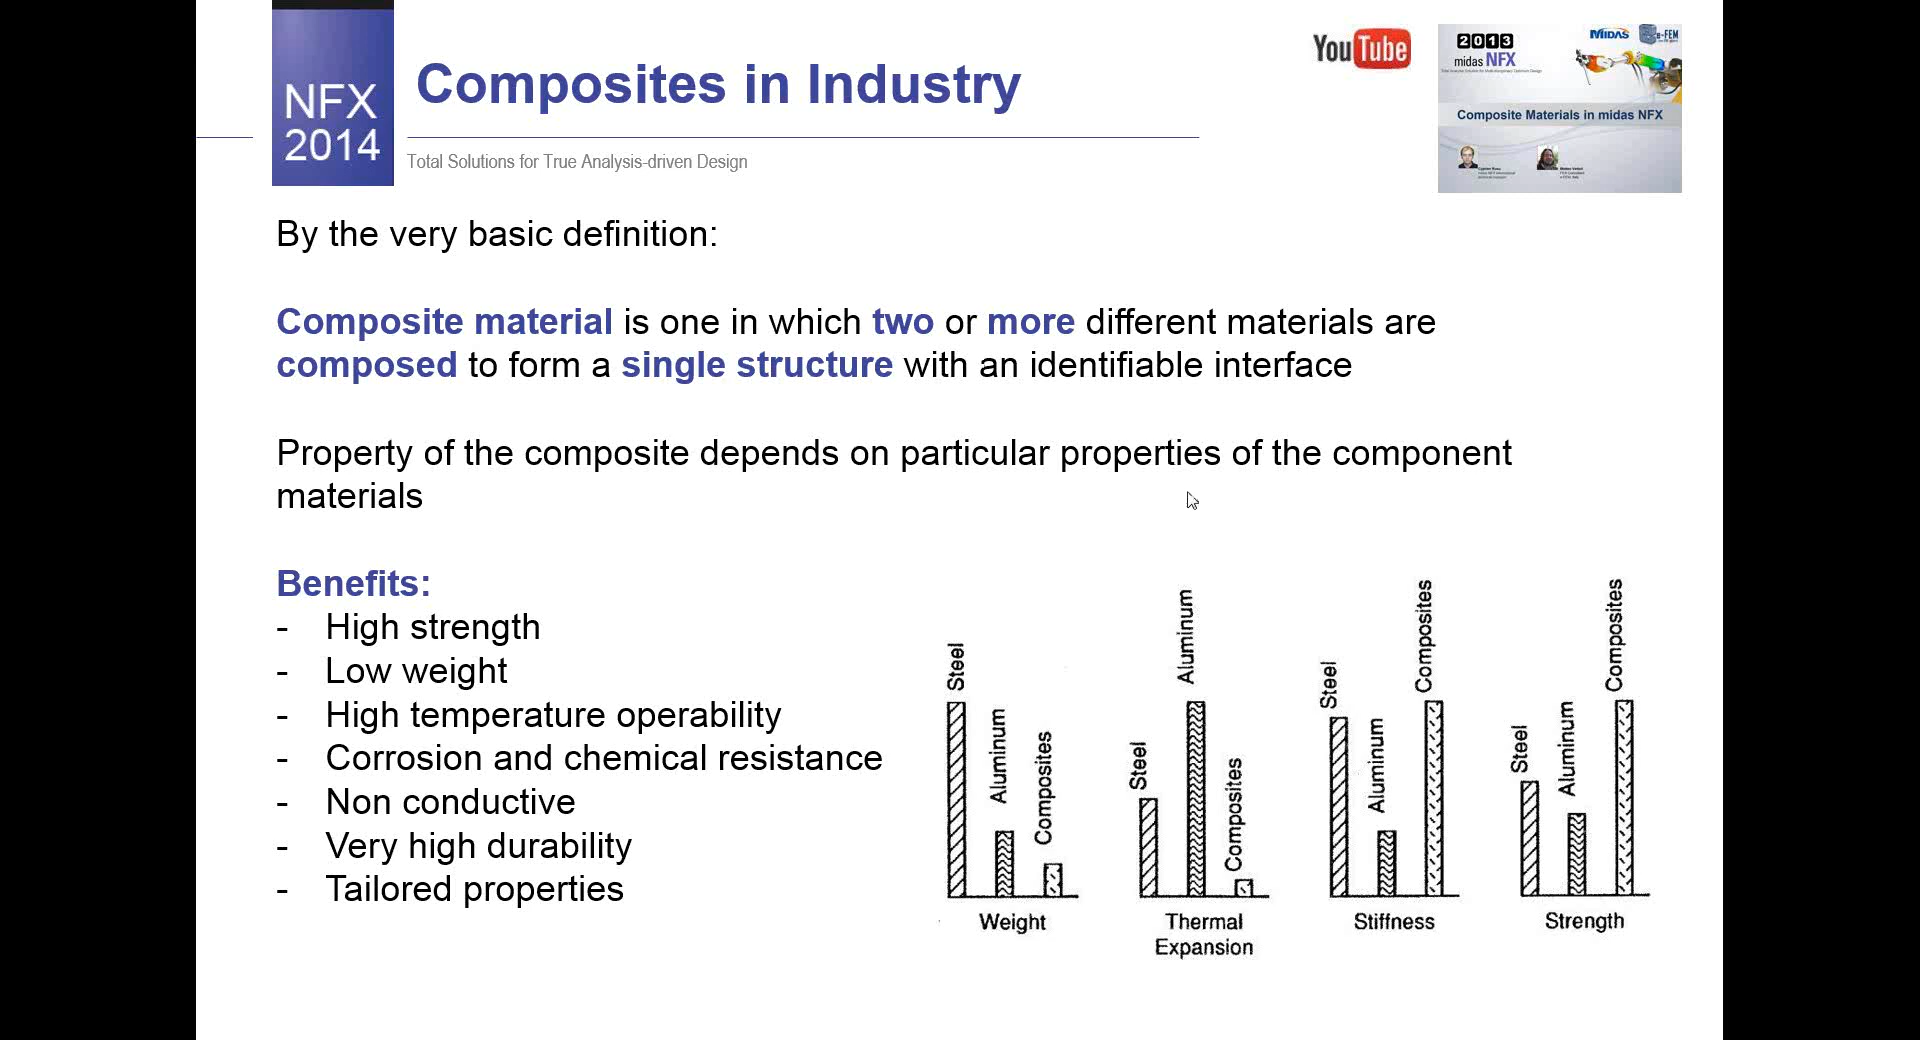 NFX
2014
Composites in Industry
Total Solutions for True Analysis-driven Design
YouTube
2013
midas NFX
MIDAS
e-FEM
Composite Materials in midas NFX
By the very basic definition:
Composite material is one in which two or more different materials are
composed to form a single structure with an identifiable interface
Property of the composite depends on particular properties of the component
materials
Benefits:
- High strength
- Low weight
- High temperature operability
- Corrosion and chemical resistance
- Non conductive
- Very high durability
- Tailored properties
Steel
Aluminum
Composites
Weight
Steel
Aluminum
Composites
Thermal
Expansion
Steel
Aluminum
Composites
Stiffness
Steel
Aluminum
Composites
Strength